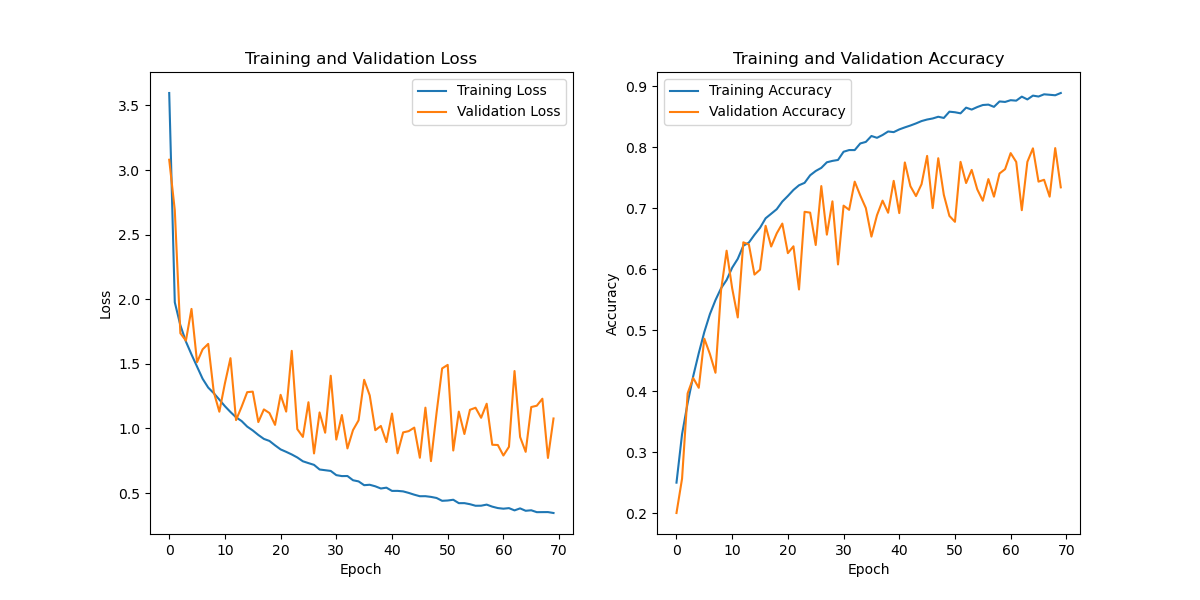 Training and Validation Loss
Training Loss
Validation Loss
3.5
3.0
2.5
2.0
1.5
1.0
0.5
Loss
0 10 20 30 40 50 60 70
Epoch
Training and Validation Accuracy
Training Accuracy
Validation Accuracy
0.9
0.8
0.7
0.6
0.5
0.4
0.3
0.2
Accuracy
0 10 20 30 40 50 60 70
Epoch